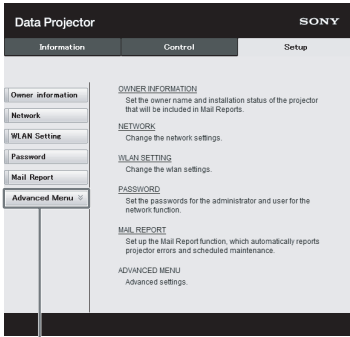 Data Projector
SONY
Information
Control
Setup
Owner information
Network
WLAN Setting
Password
Mail Report
Advanced Menu
OWNER INFORMATION
Set the owner name and installation status of the projector
that will be included in Mail Reports.
NETWORK
Change the network settings.
WLAN SETTING
Change the wlan settings.
PASSWORD
Set the passwords for the administrator and user for the
network function.
MAIL REPORT
Set up the Mail Report function, which automatically reports
projector errors and scheduled maintenance.
ADVANCED MENU
Advanced settings.